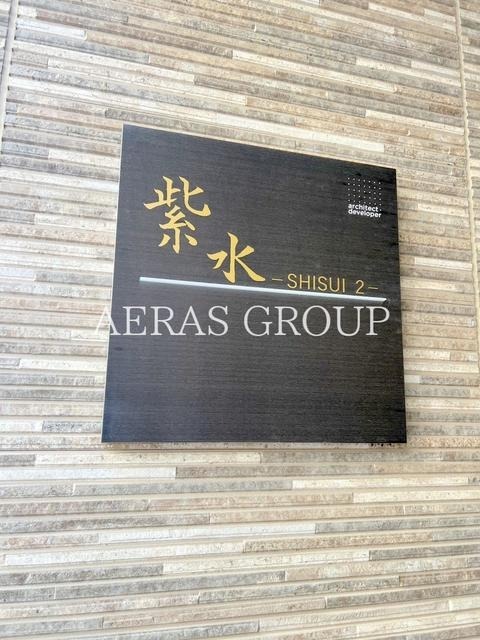 紫水
-SHISUI 2-
architect
developer
AERAS GROUP